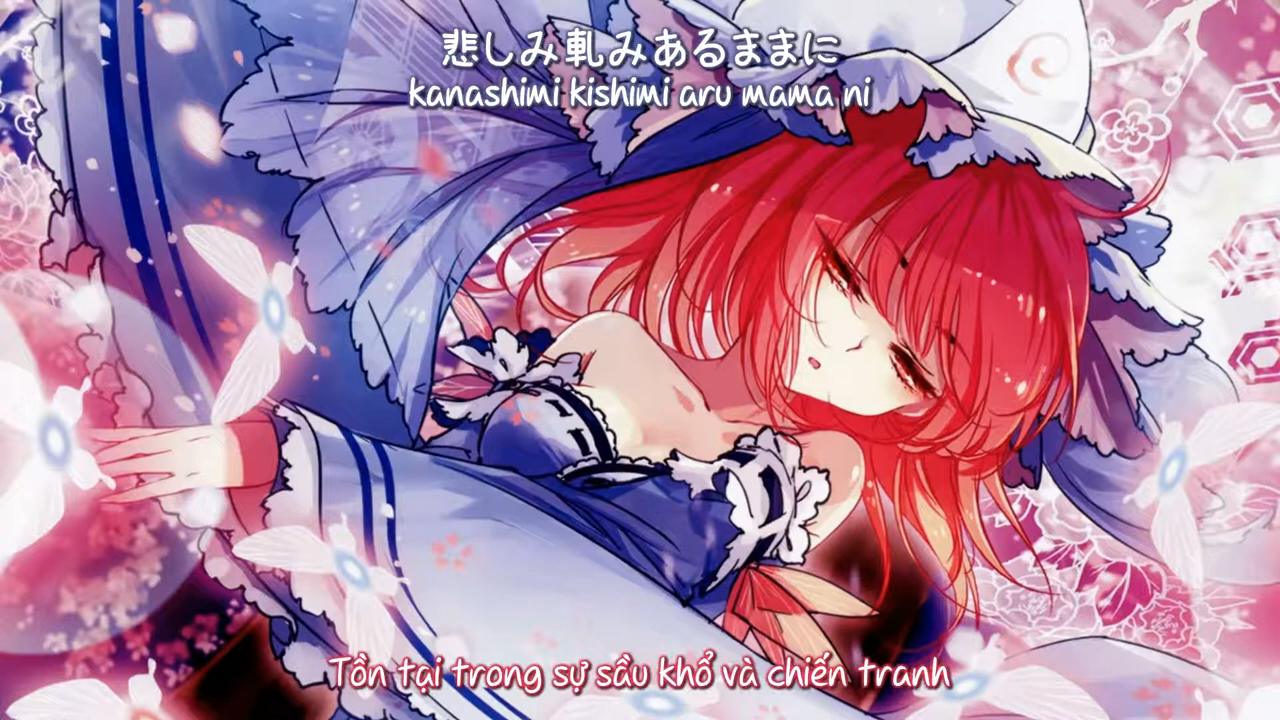 悲しみ軋みあるままに
kanashimi kishimi aru mama ni
Tồn tại trong sự sầu khổ và chiến tranh